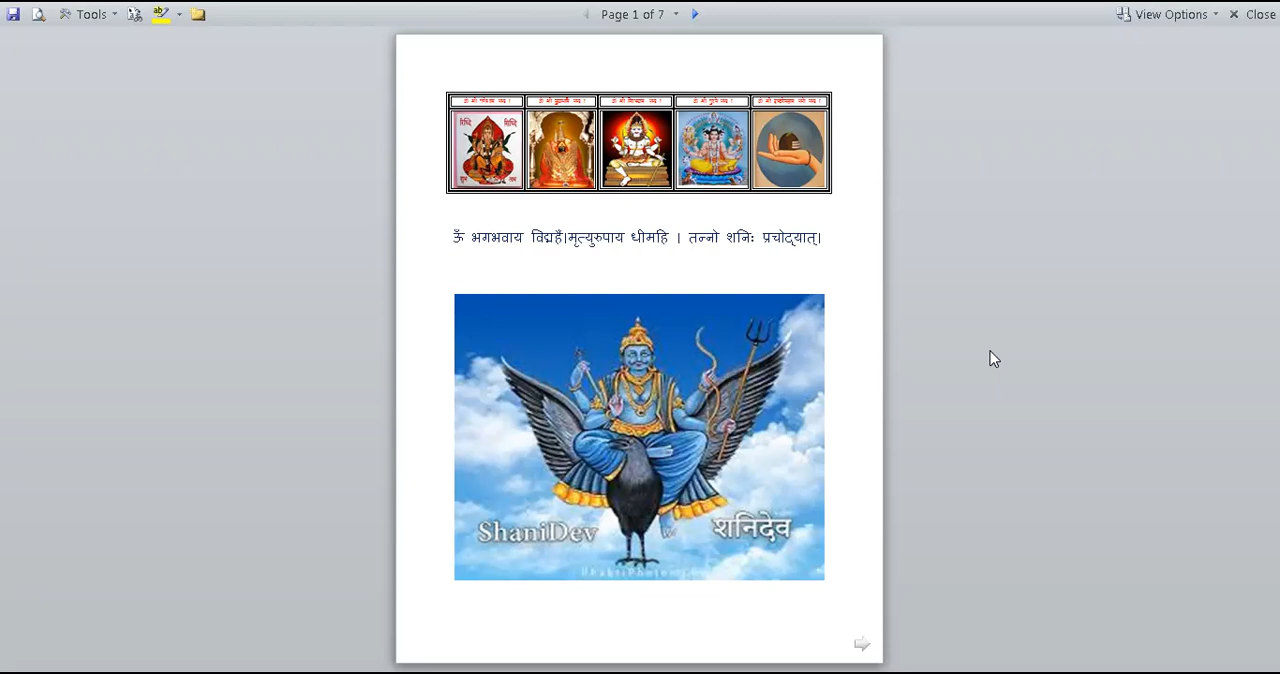 Tools
Page 1 of 7
View Options
Close
ॐ भगभवाय विद्महैं।मृत्युरुपाय धीमहि । तन्नो शनिः प्रचोद्यात्।
ShaniDev
शनिदेव